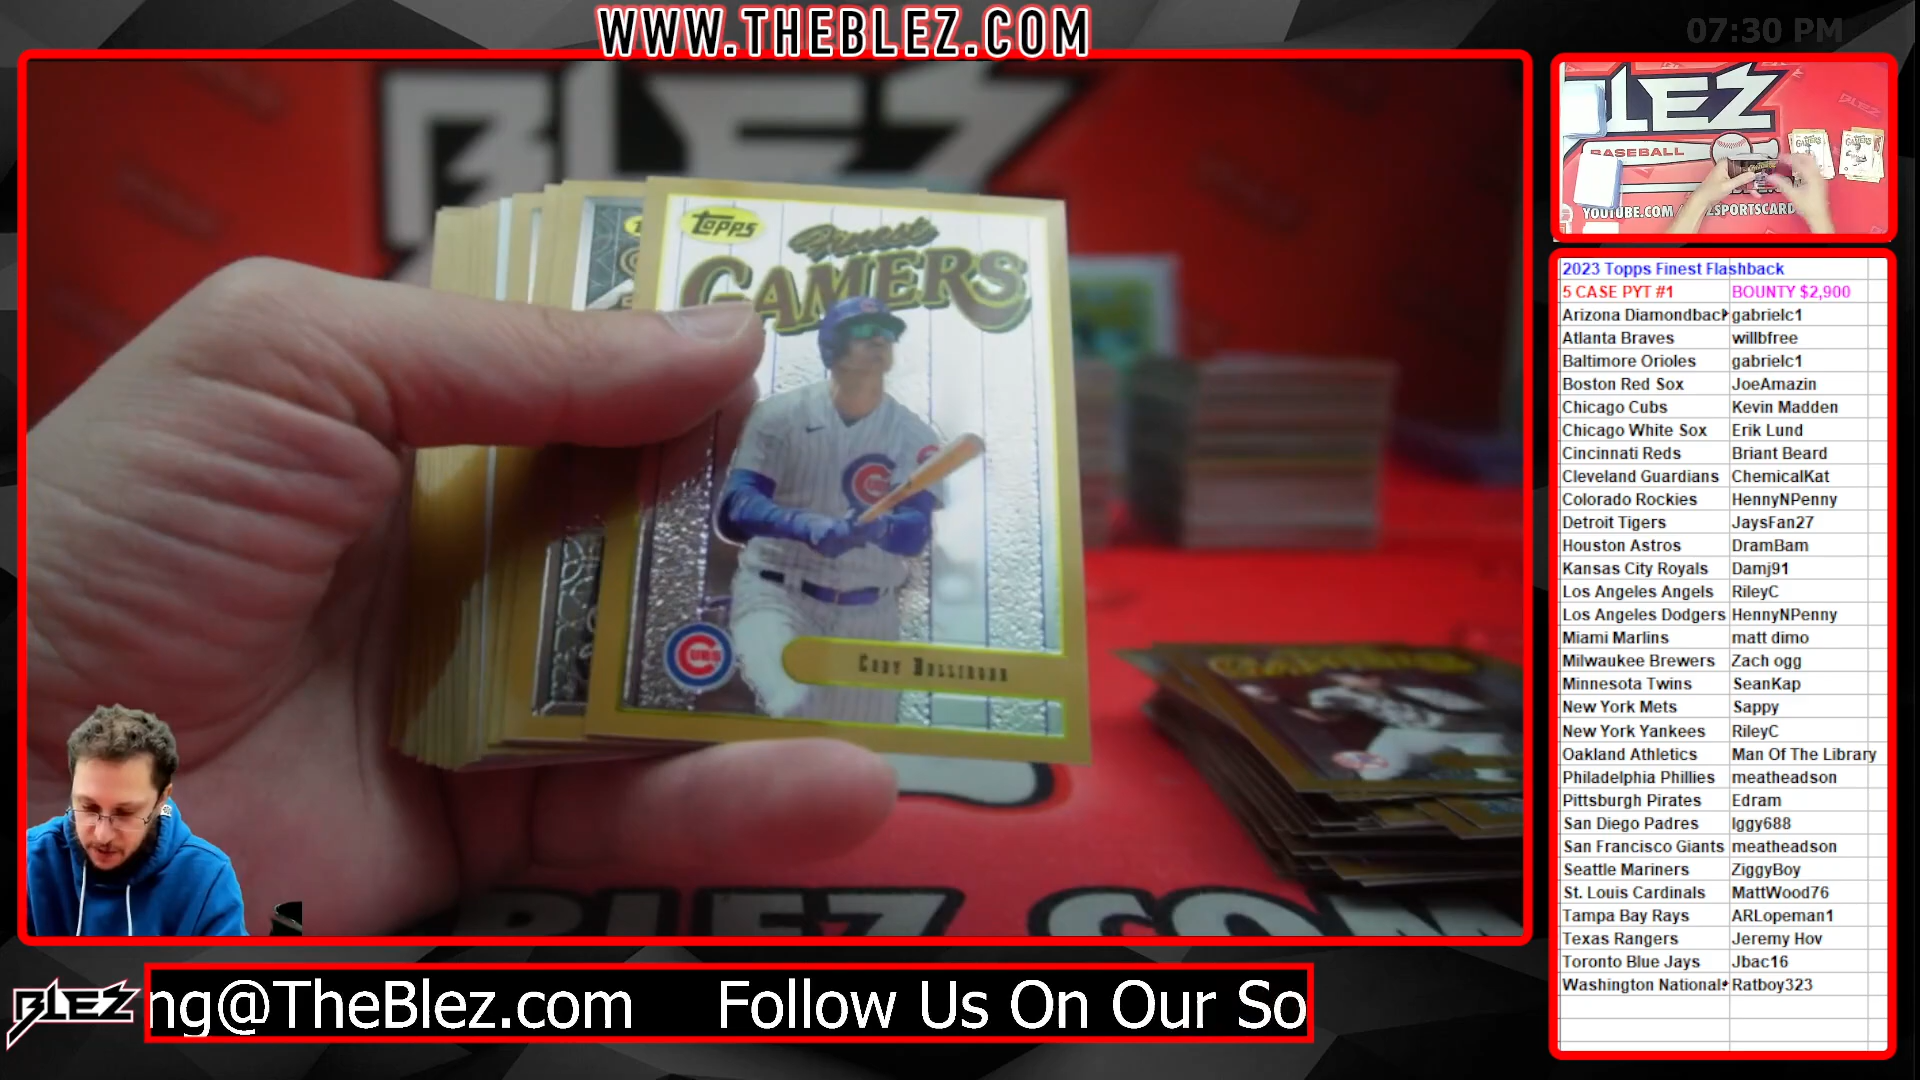 WWW.THEBLEZ.COM
07:30 PM
BLEZ
TOPPS
Finest
GAMERS
CUBS
Cody Bellinger
BLEZ.COM
LEZ
BASEBALL
YOUTUBE.COM
2023 Topps Finest Flashback
5 CASE PYT #1 BOUNTY $2,900
Arizona Diamondback gabrielc1
Atlanta Braves willbfree
Baltimore Orioles gabrielc1
Boston Red Sox JoeAmazin
Chicago Cubs Kevin Madden
Chicago White Sox Erik Lund
Cincinnati Reds Briant Beard
Cleveland Guardians ChemicalKat
Colorado Rockies HennyNPenny
Detroit Tigers JaysFan27
Houston Astros DramBam
Kansas City Royals Damj91
Los Angeles Angels RileyC
Los Angeles Dodgers HennyNPenny
Miami Marlins matt dimo
Milwaukee Brewers Zach ogg
Minnesota Twins SeanKap
New York Mets Sappy
New York Yankees RileyC
Oakland Athletics Man Of The Library
Philadelphia Phillies meatheadson
Pittsburgh Pirates Edram
San Diego Padres Iggy688
San Francisco Giants meatheadson
Seattle Mariners ZiggyBoy
St. Louis Cardinals MattWood76
Tampa Bay Rays ARLopeman1
Texas Rangers Jeremy Hov
Toronto Blue Jays Jbac16
Washington Nationals Ratboy323
BLEZ
ng@TheBlez.com Follow Us On Our So